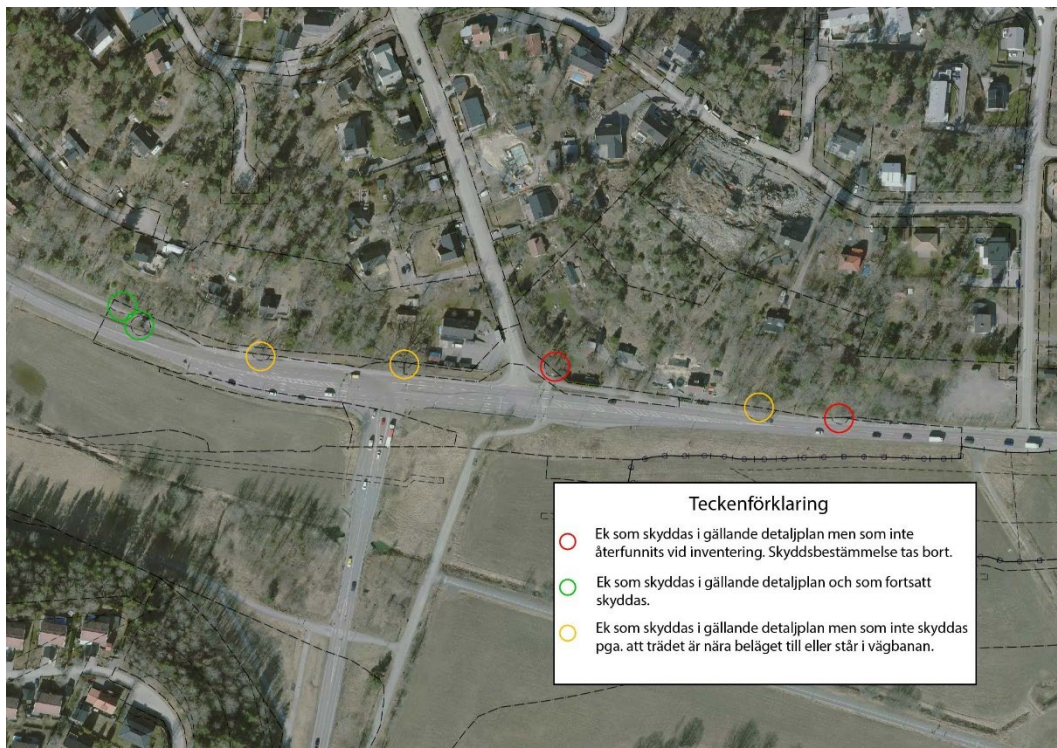 Teckenförklaring
Ek som skyddas i gällande detaljplan men som inte
återfunnits vid inventering. Skyddsbestämmelse tas bort.
Ek som skyddas i gällande detaljplan och som fortsatt
skyddas.
Ek som skyddas i gällande detaljplan men som inte skyddas
pga. att trädet är nära beläget till eller står i vägbanan.